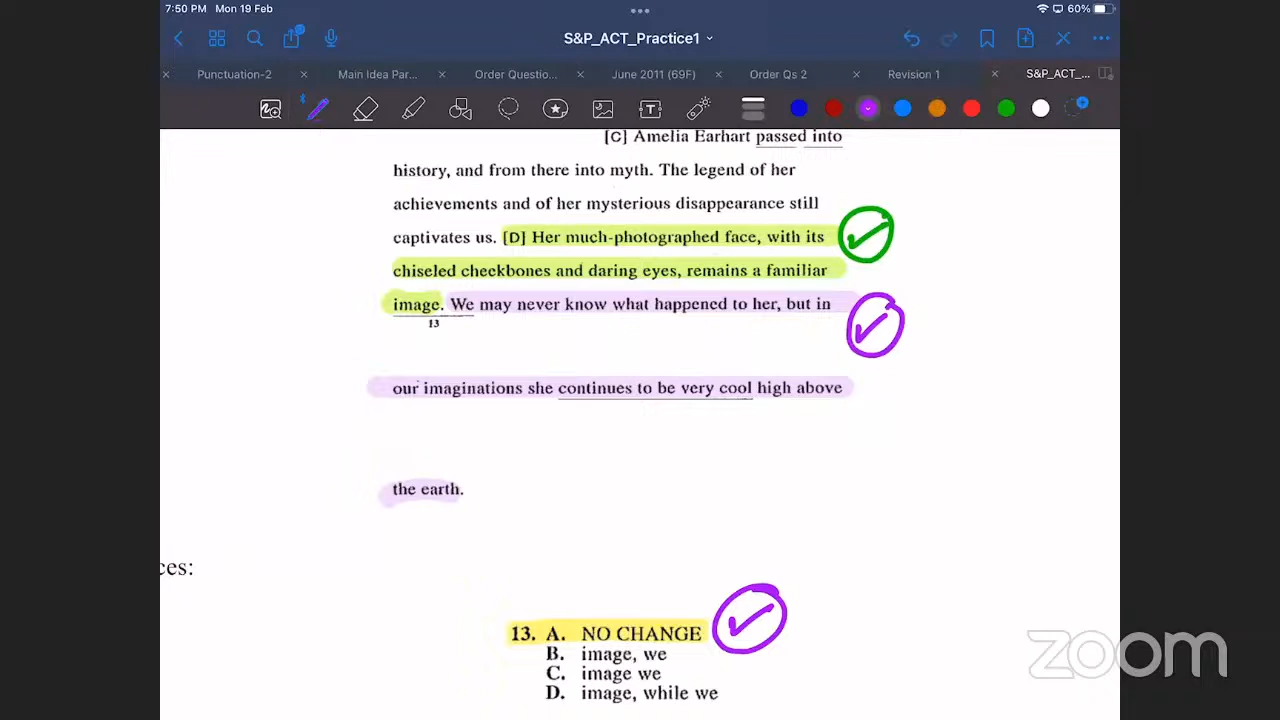 7:50 PM Mon 19 Feb
60%
S&P_ACT_Practice1
Punctuation-2
Main Idea Par...
Order Questio...
June 2011 (69F)
Order Qs 2
Revision 1
S&P_ACT_...
[C] Amelia Earhart passed into
history, and from there into myth. The legend of her
achievements and of her mysterious disappearance still
captivates us. [D] Her much-photographed face, with its
chiseled cheekbones and daring eyes, remains a familiar
image. We may never know what happened to her, but in
13
our imaginations she continues to be very cool high above
the earth.
ces:
13. A. NO CHANGE
B. image, we
C. image we
D. image, while we
zoom